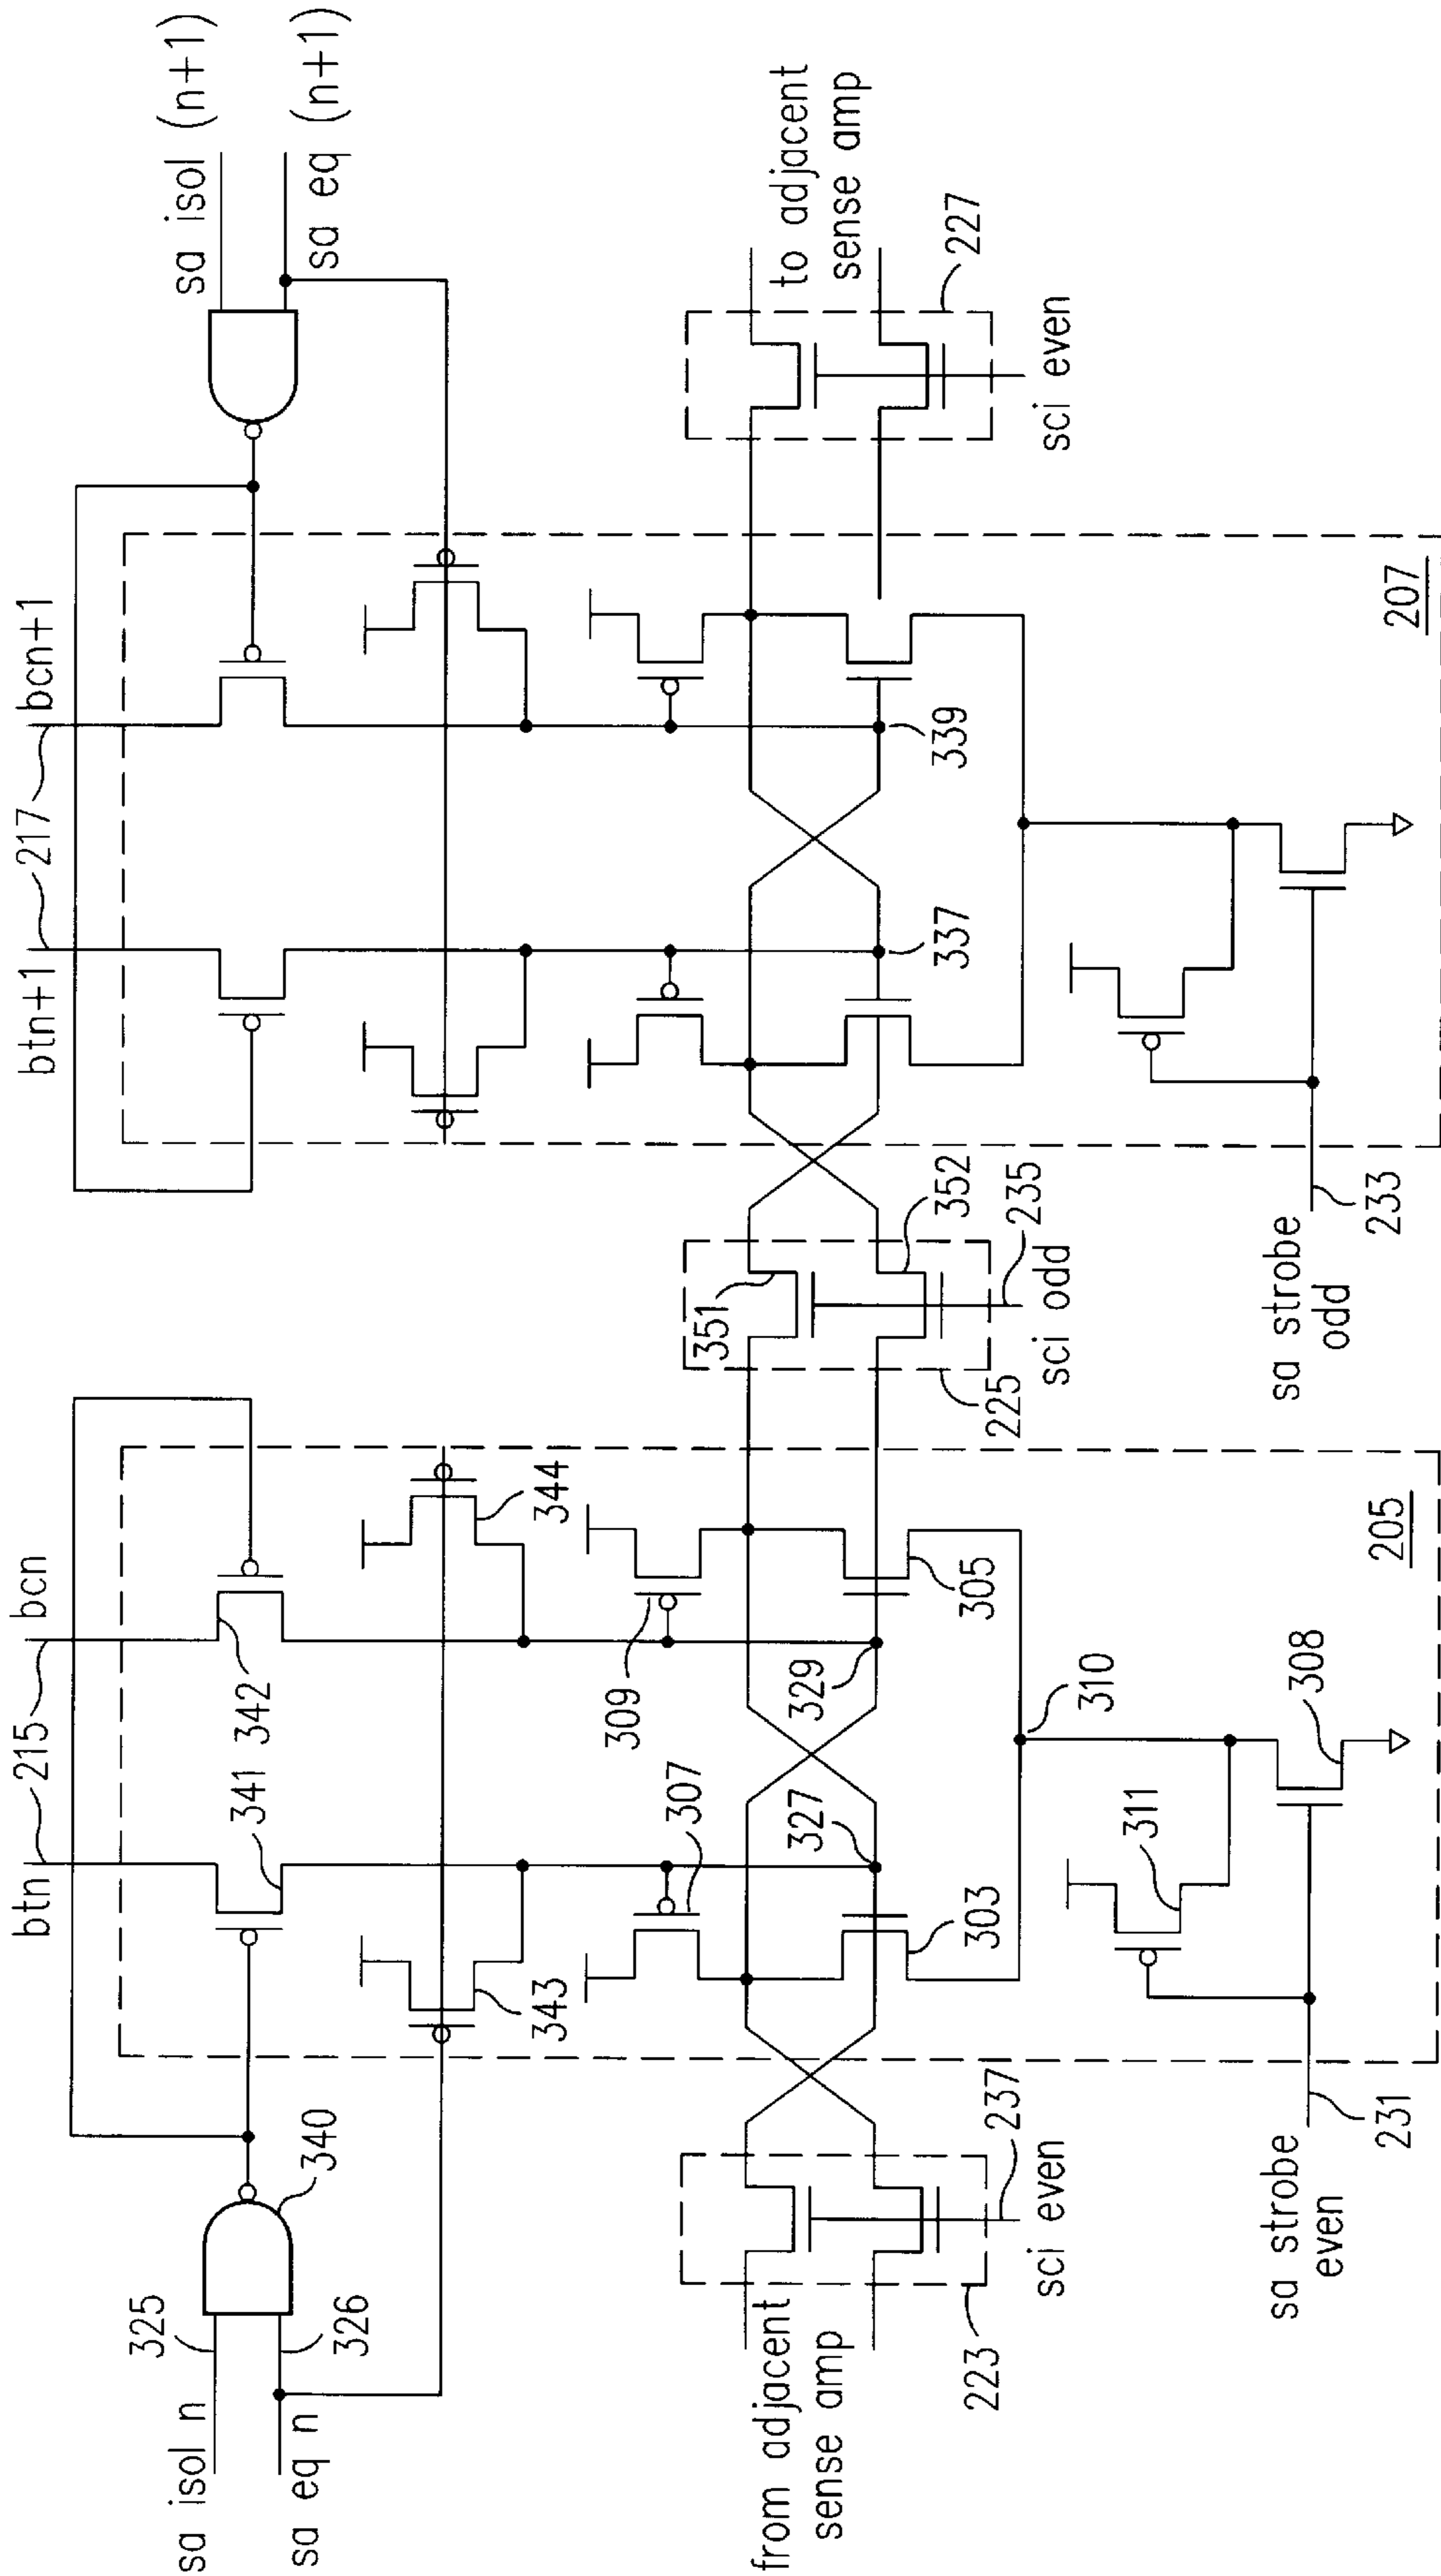 sa isol n
sa eq n
325
326
340
btn
215
bcn
341
342
343
344
307
309
327
329
303
305
310
311
308
205
from adjacent
sense amp
223
237
sci even
sa strobe
even
231
351
352
225
235
sci odd
sa strobe
odd
233
btn+1
217
bcn+1
337
339
207
sa isol (n+1)
sa eq (n+1)
to adjacent
sense amp
227
sci even